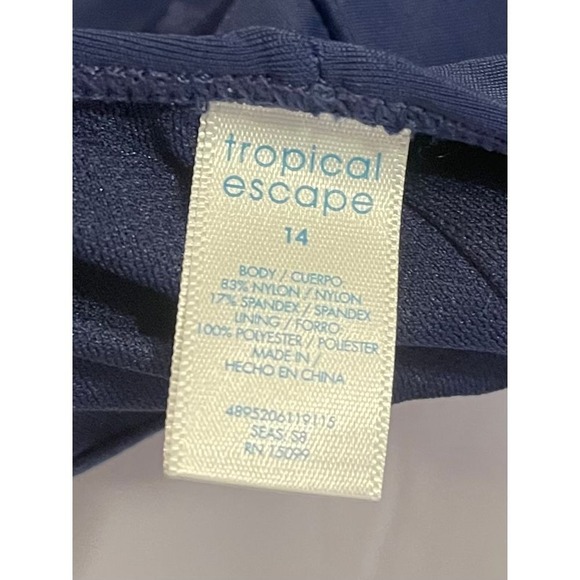 tropical
escape
14
BODY / CUERPO:
83% NYLON / NYLON
17% SPANDEX / SPANDEX
LINING / FORRO:
100% POLYESTER / POLIESTER
MADE IN /
HECHO EN CHINA
4895206119115
SEAS: S8
RN 15099